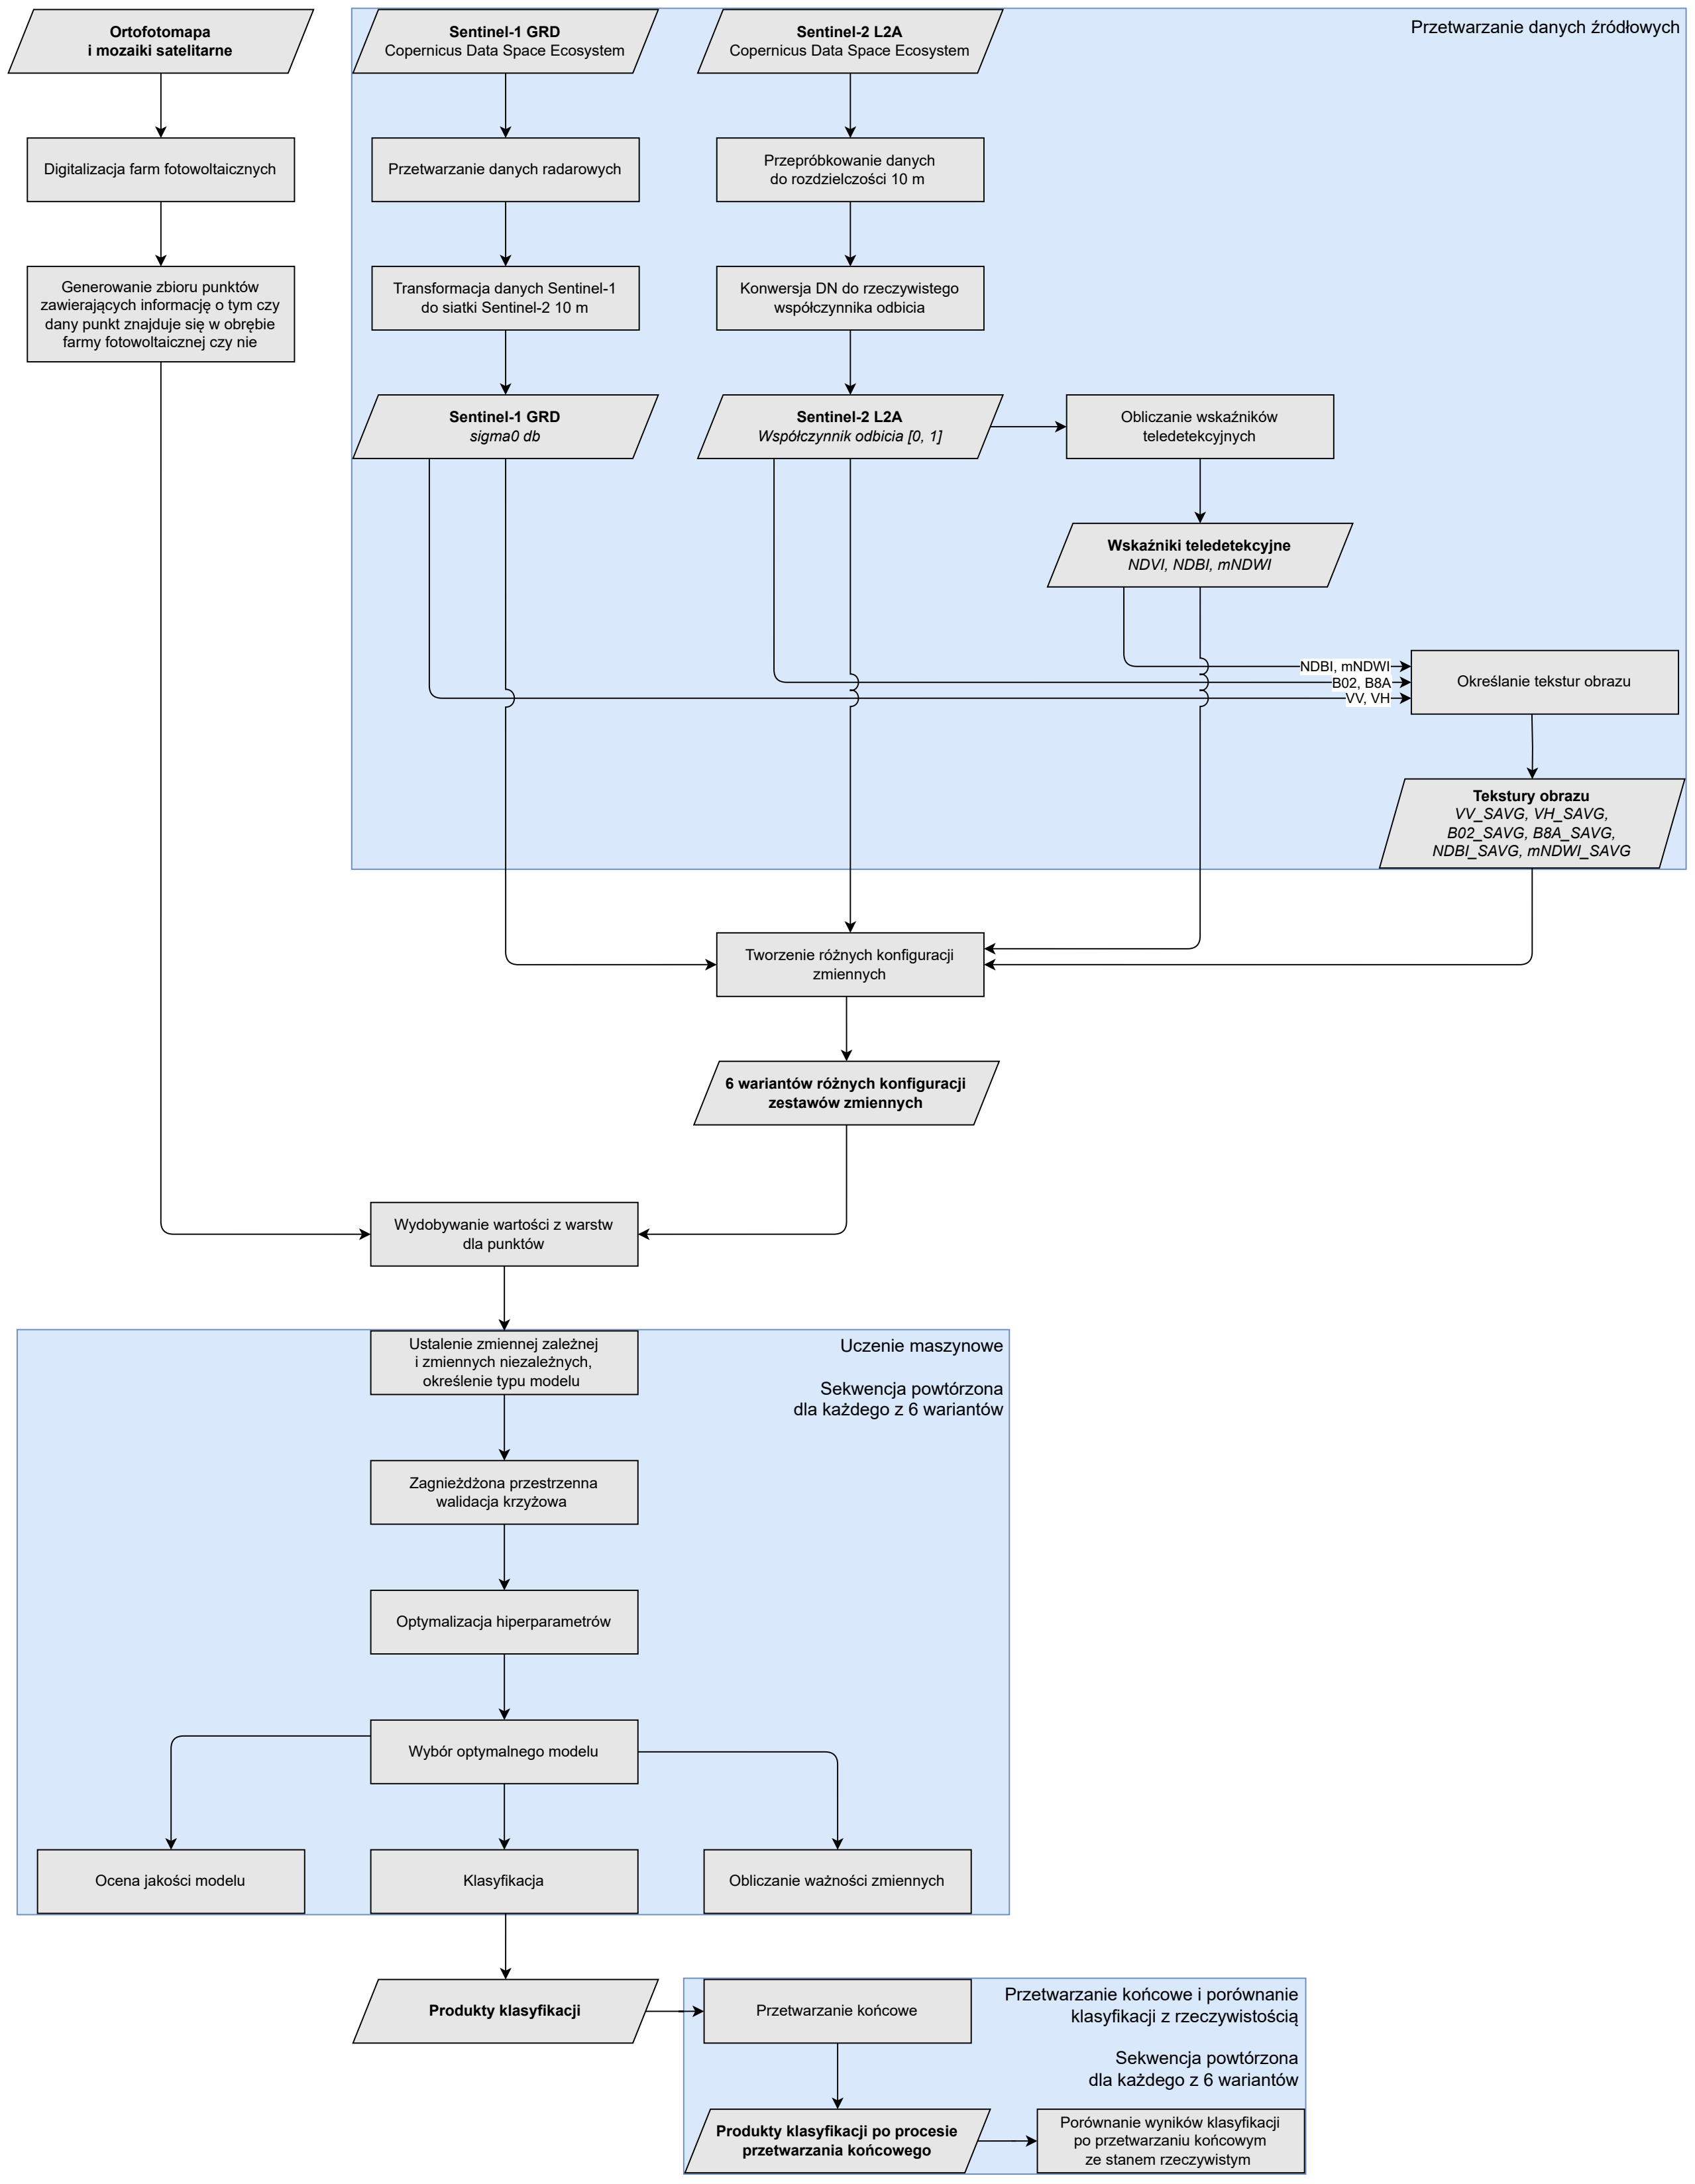 Ortofotomapa
i mozaiki satelitarne
Sentinel-1 GRD
Copernicus Data Space Ecosystem
Sentinel-2 L2A
Copernicus Data Space Ecosystem
Przetwarzanie danych źródłowych
Digitalizacja farm fotowoltaicznych
Przetwarzanie danych radarowych
Przepróbkowanie danych
do rozdzielczości 10 m
Generowanie zbioru punktów
zawierających informację o tym czy
dany punkt znajduje się w obrębie
farmy fotowoltaicznej czy nie
Transformacja danych Sentinel-1
do siatki Sentinel-2 10 m
Konwersja DN do rzeczywistego
współczynnika odbicia
Sentinel-1 GRD
sigma0 db
Sentinel-2 L2A
Współczynnik odbicia [0, 1]
Obliczanie wskaźników
teledetekcyjnych
Wskaźniki teledetekcyjne
NDVI, NDBI, mNDWI
NDBI, mNDWI
B02, B8A
VV, VH
Określanie tekstur obrazu
Tekstury obrazu
VV_SAVG, VH_SAVG,
B02_SAVG, B8A_SAVG,
NDBI_SAVG, mNDWI_SAVG
Tworzenie różnych konfiguracji
zmiennych
6 wariantów różnych konfiguracji
zestawów zmiennych
Wydobywanie wartości z warstw
dla punktów
Ustalenie zmiennej zależnej
i zmiennych niezależnych,
określenie typu modelu
Uczenie maszynowe
Sekwencja powtórzona
dla każdego z 6 wariantów
Zagnieżdżona przestrzenna
walidacja krzyżowa
Optymalizacja hiperparametrów
Wybór optymalnego modelu
Ocena jakości modelu
Klasyfikacja
Obliczanie ważności zmiennych
Produkty klasyfikacji
Przetwarzanie końcowe
Przetwarzanie końcowe i porównanie
klasyfikacji z rzeczywistością
Sekwencja powtórzona
dla każdego z 6 wariantów
Produkty klasyfikacji po procesie
przetwarzania końcowego
Porównanie wyników klasyfikacji
po przetwarzaniu końcowym
ze stanem rzeczywistym